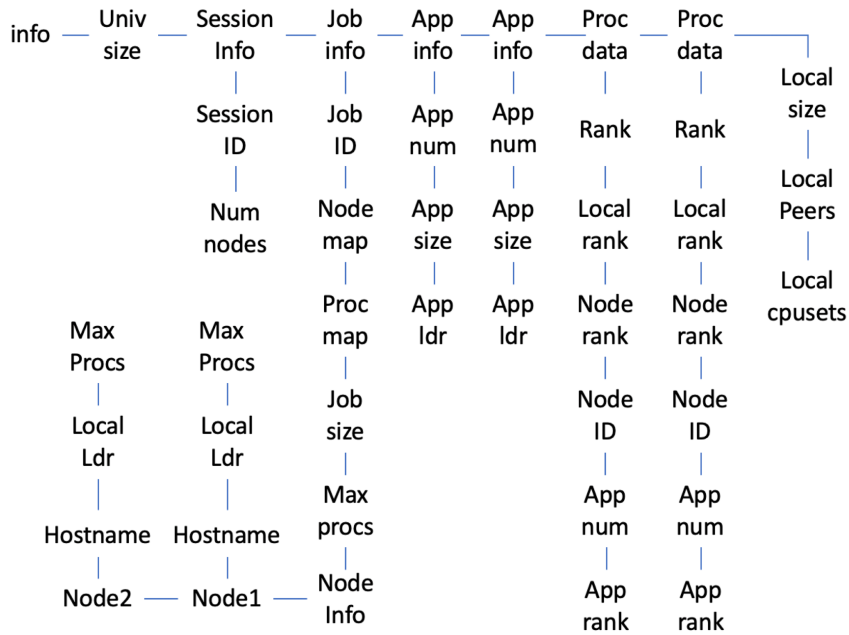 info
Univ
size
Session
Info
Job
info
App
info
App
info
Proc
data
Proc
data
Local
size
Local
Peers
Local
cpusets
Session
ID
Num
nodes
Job
ID
Node
map
Proc
map
Job
size
Max
procs
Node
Info
App
num
App
size
App
ldr
App
num
App
size
App
ldr
Rank
Local
rank
Node
rank
Node
ID
App
num
App
rank
Rank
Local
rank
Node
rank
Node
ID
App
num
App
rank
Max
Procs
Local
Ldr
Hostname
Node2
Max
Procs
Local
Ldr
Hostname
Node1